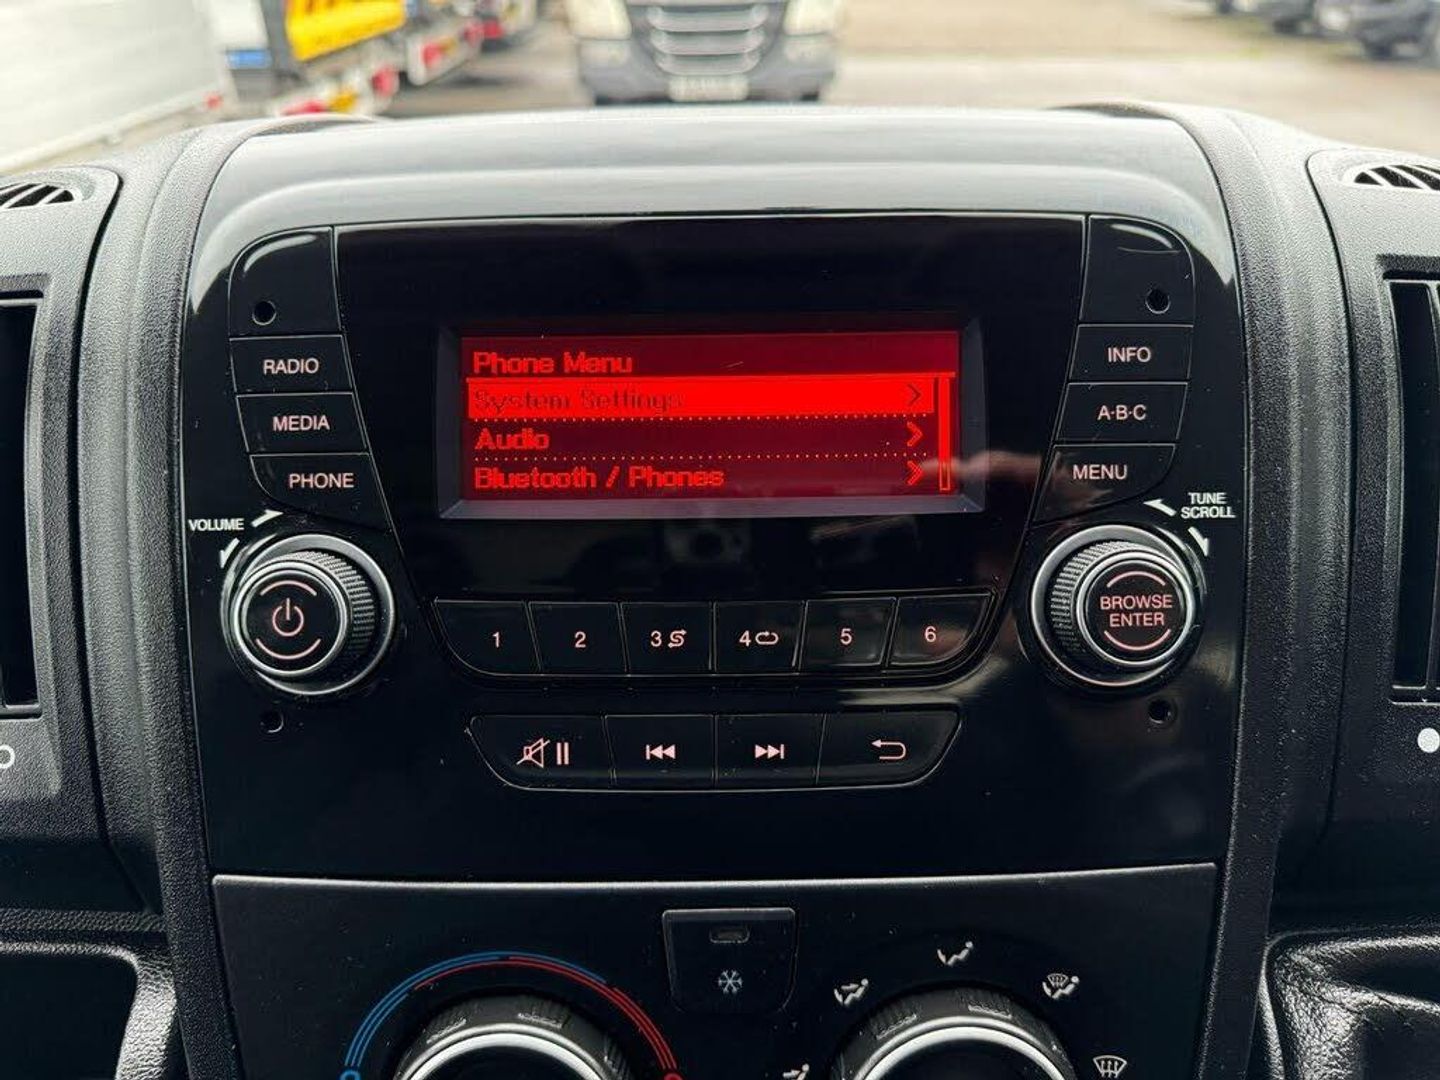 RADIO
MEDIA
PHONE
VOLUME
Phone Menu
System Settings
Audio
Bluetooth / Phones
INFO
A-B-C
MENU
TUNE
SCROLL
BROWSE
ENTER
1
2
3
4
5
6